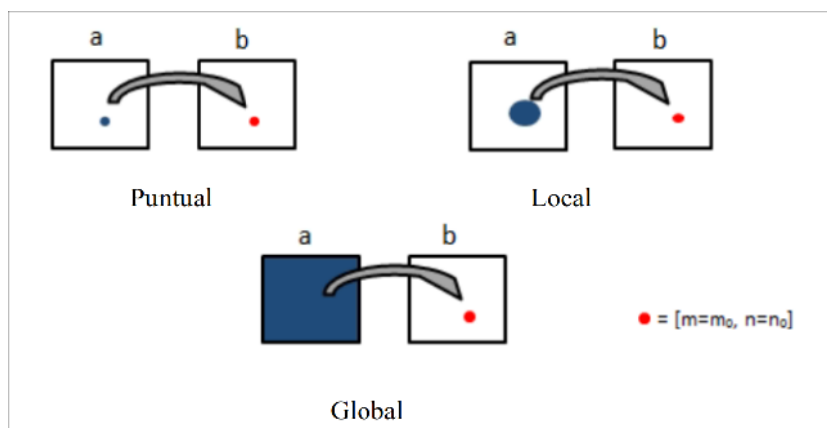 a b a b
Puntual Local
a b
= [m=m₀, n=n₀]
Global